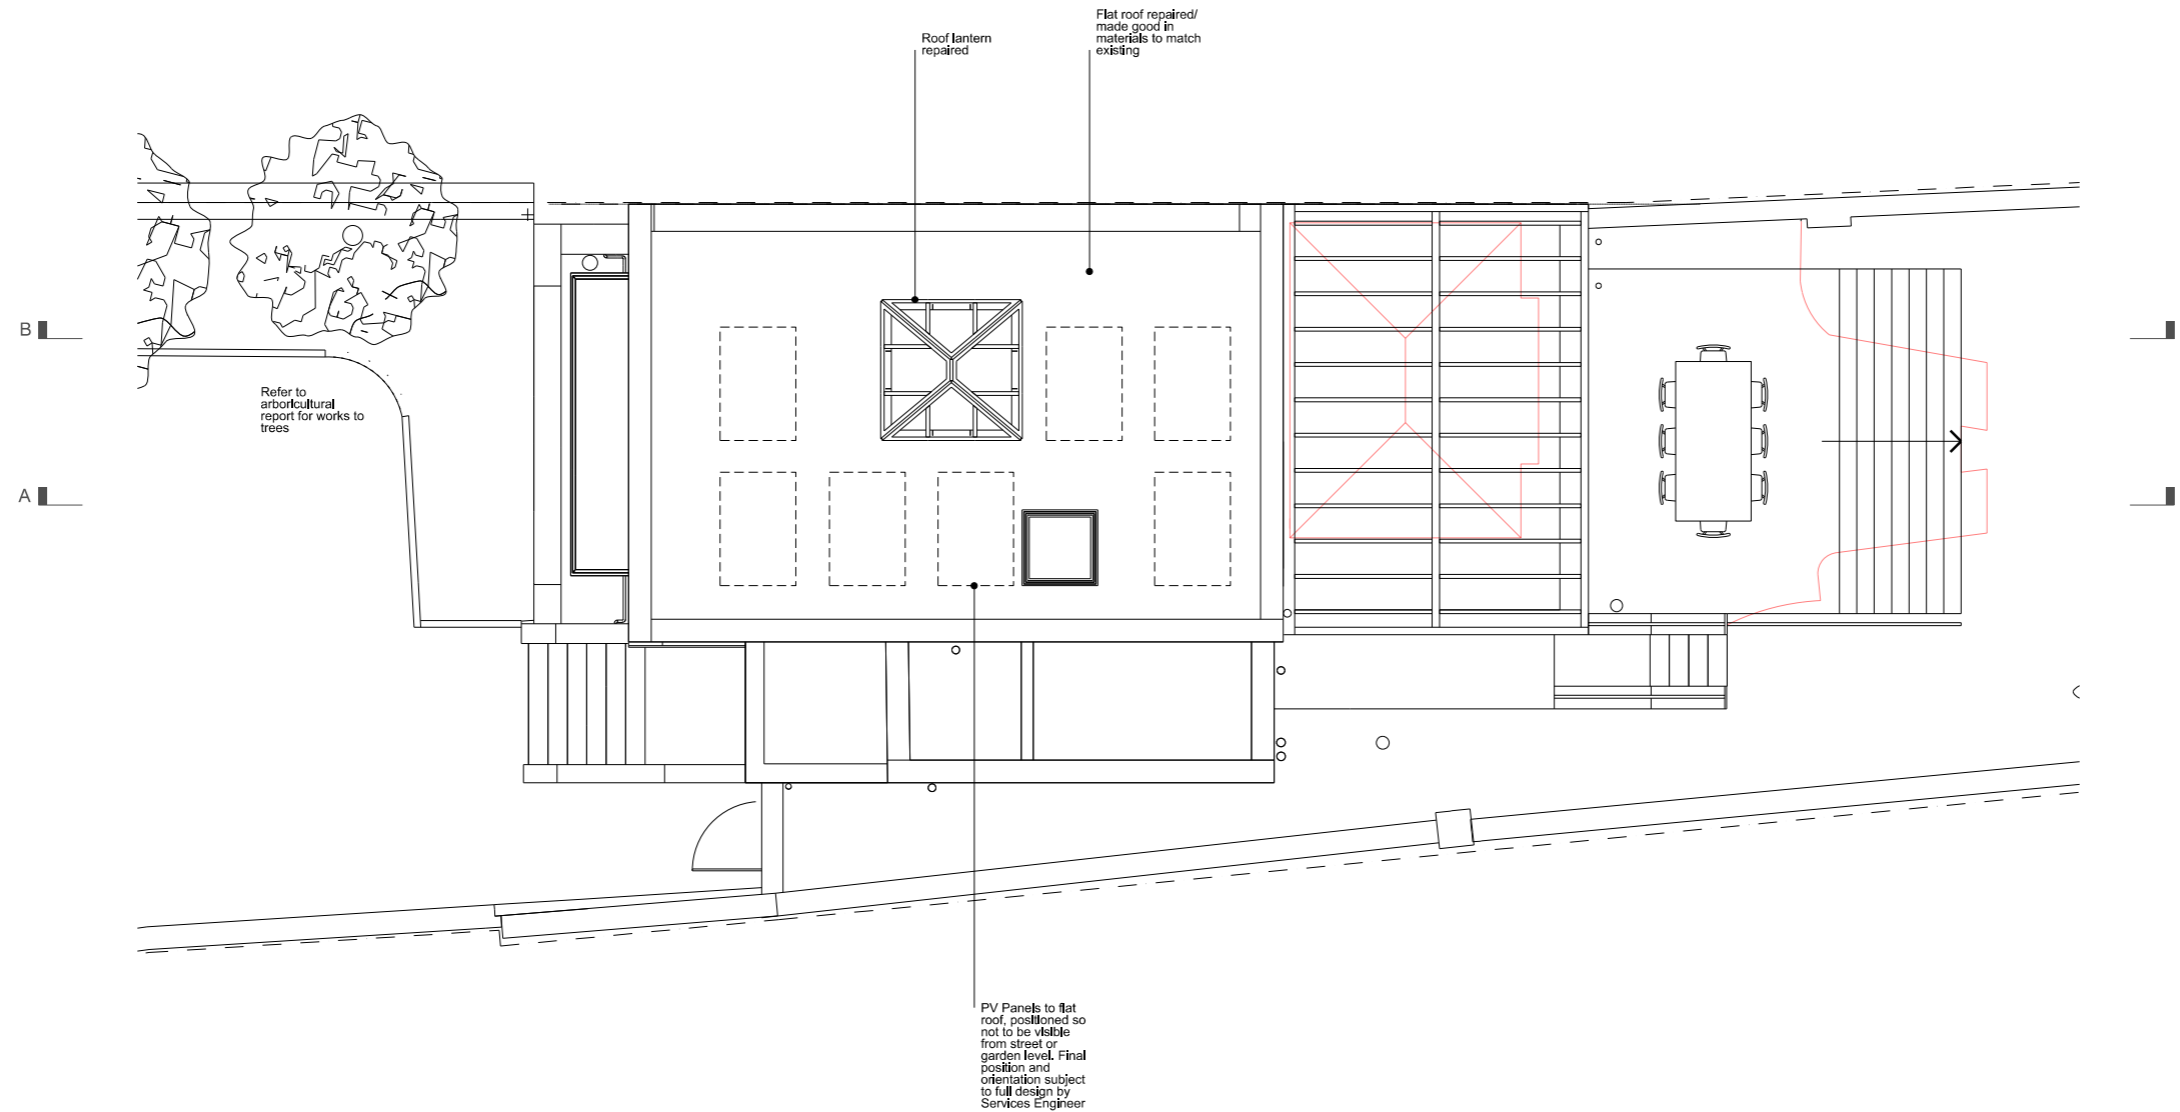 Flat roof repaired/
made good in
materials to match
existing
Roof lantern
repaired
B
Refer to
arboricultural
report for works to
trees
A
PV Panels to flat
roof, positioned so
not to be visible
from street or
garden level. Final
position and
orientation subject
to full design by
Services Engineer